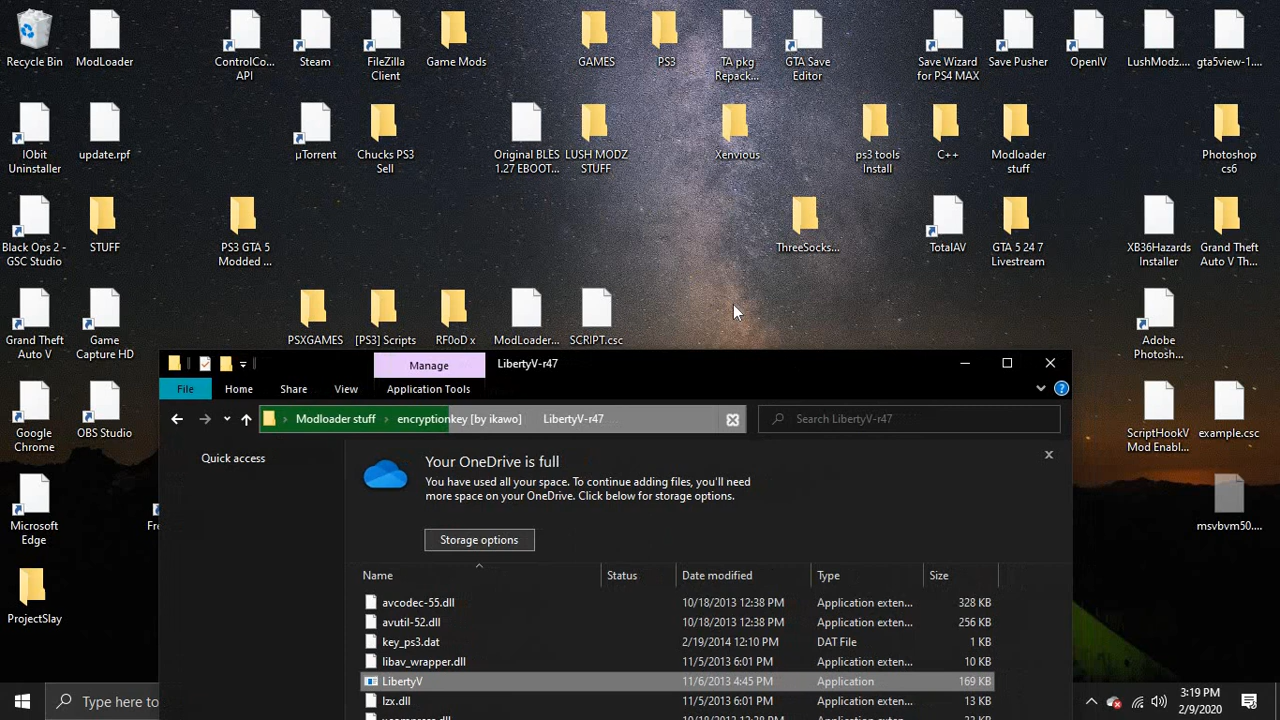 Recycle Bin
ModLoader
ControlCo...
API
Steam
FileZilla
Client
Game Mods
GAMES
PS3
TA pkg
Repack...
GTA Save
Editor
Save Wizard
for PS4 MAX
Save Pusher
OpenIV
LushModz....
gta5view-1....
IObit
Uninstaller
update.rpf
µTorrent
Chucks PS3
Sell
Original BLES
1.27 EBOOT...
LUSH MODZ
STUFF
Xenvious
ps3 tools
Install
C++
Modloader
stuff
Photoshop
cs6
Black Ops 2 -
GSC Studio
STUFF
PS3 GTA 5
Modded ...
ThreeSocks...
TotalAV
GTA 5 24 7
Livestream
XB36Hazards
Installer
Grand Theft
Auto V Th...
Grand Theft
Auto V
Game
Capture HD
PSXGAMES
[PS3] Scripts
RF0oD x
ModLoader...
SCRIPT.csc
Adobe
Photosh...
Google
Chrome
OBS Studio
ScriptHookV
Mod Enabl...
example.csc
Microsoft
Edge
Fr
msvbvm50....
ProjectSlay
Manage
LibertyV-r47
File
Home
Share
View
Application Tools
Modloader stuff
encryptionkey [by ikawo]
LibertyV-r47
Search LibertyV-r47
Quick access
Your OneDrive is full
You have used all your space. To continue adding files, you'll need
more space on your OneDrive. Click below for storage options.
Storage options
Name
Status
Date modified
Type
Size
avcodec-55.dll 10/18/2013 12:38 PM Application exten... 328 KB
avutil-52.dll 10/18/2013 12:38 PM Application exten... 256 KB
key_ps3.dat 2/19/2014 12:10 PM DAT File 1 KB
libav_wrapper.dll 11/5/2013 6:01 PM Application exten... 10 KB
LibertyV 11/6/2013 4:45 PM Application 169 KB
lzx.dll 11/5/2013 6:01 PM Application exten... 13 KB
Type here to
3:19 PM
2/9/2020